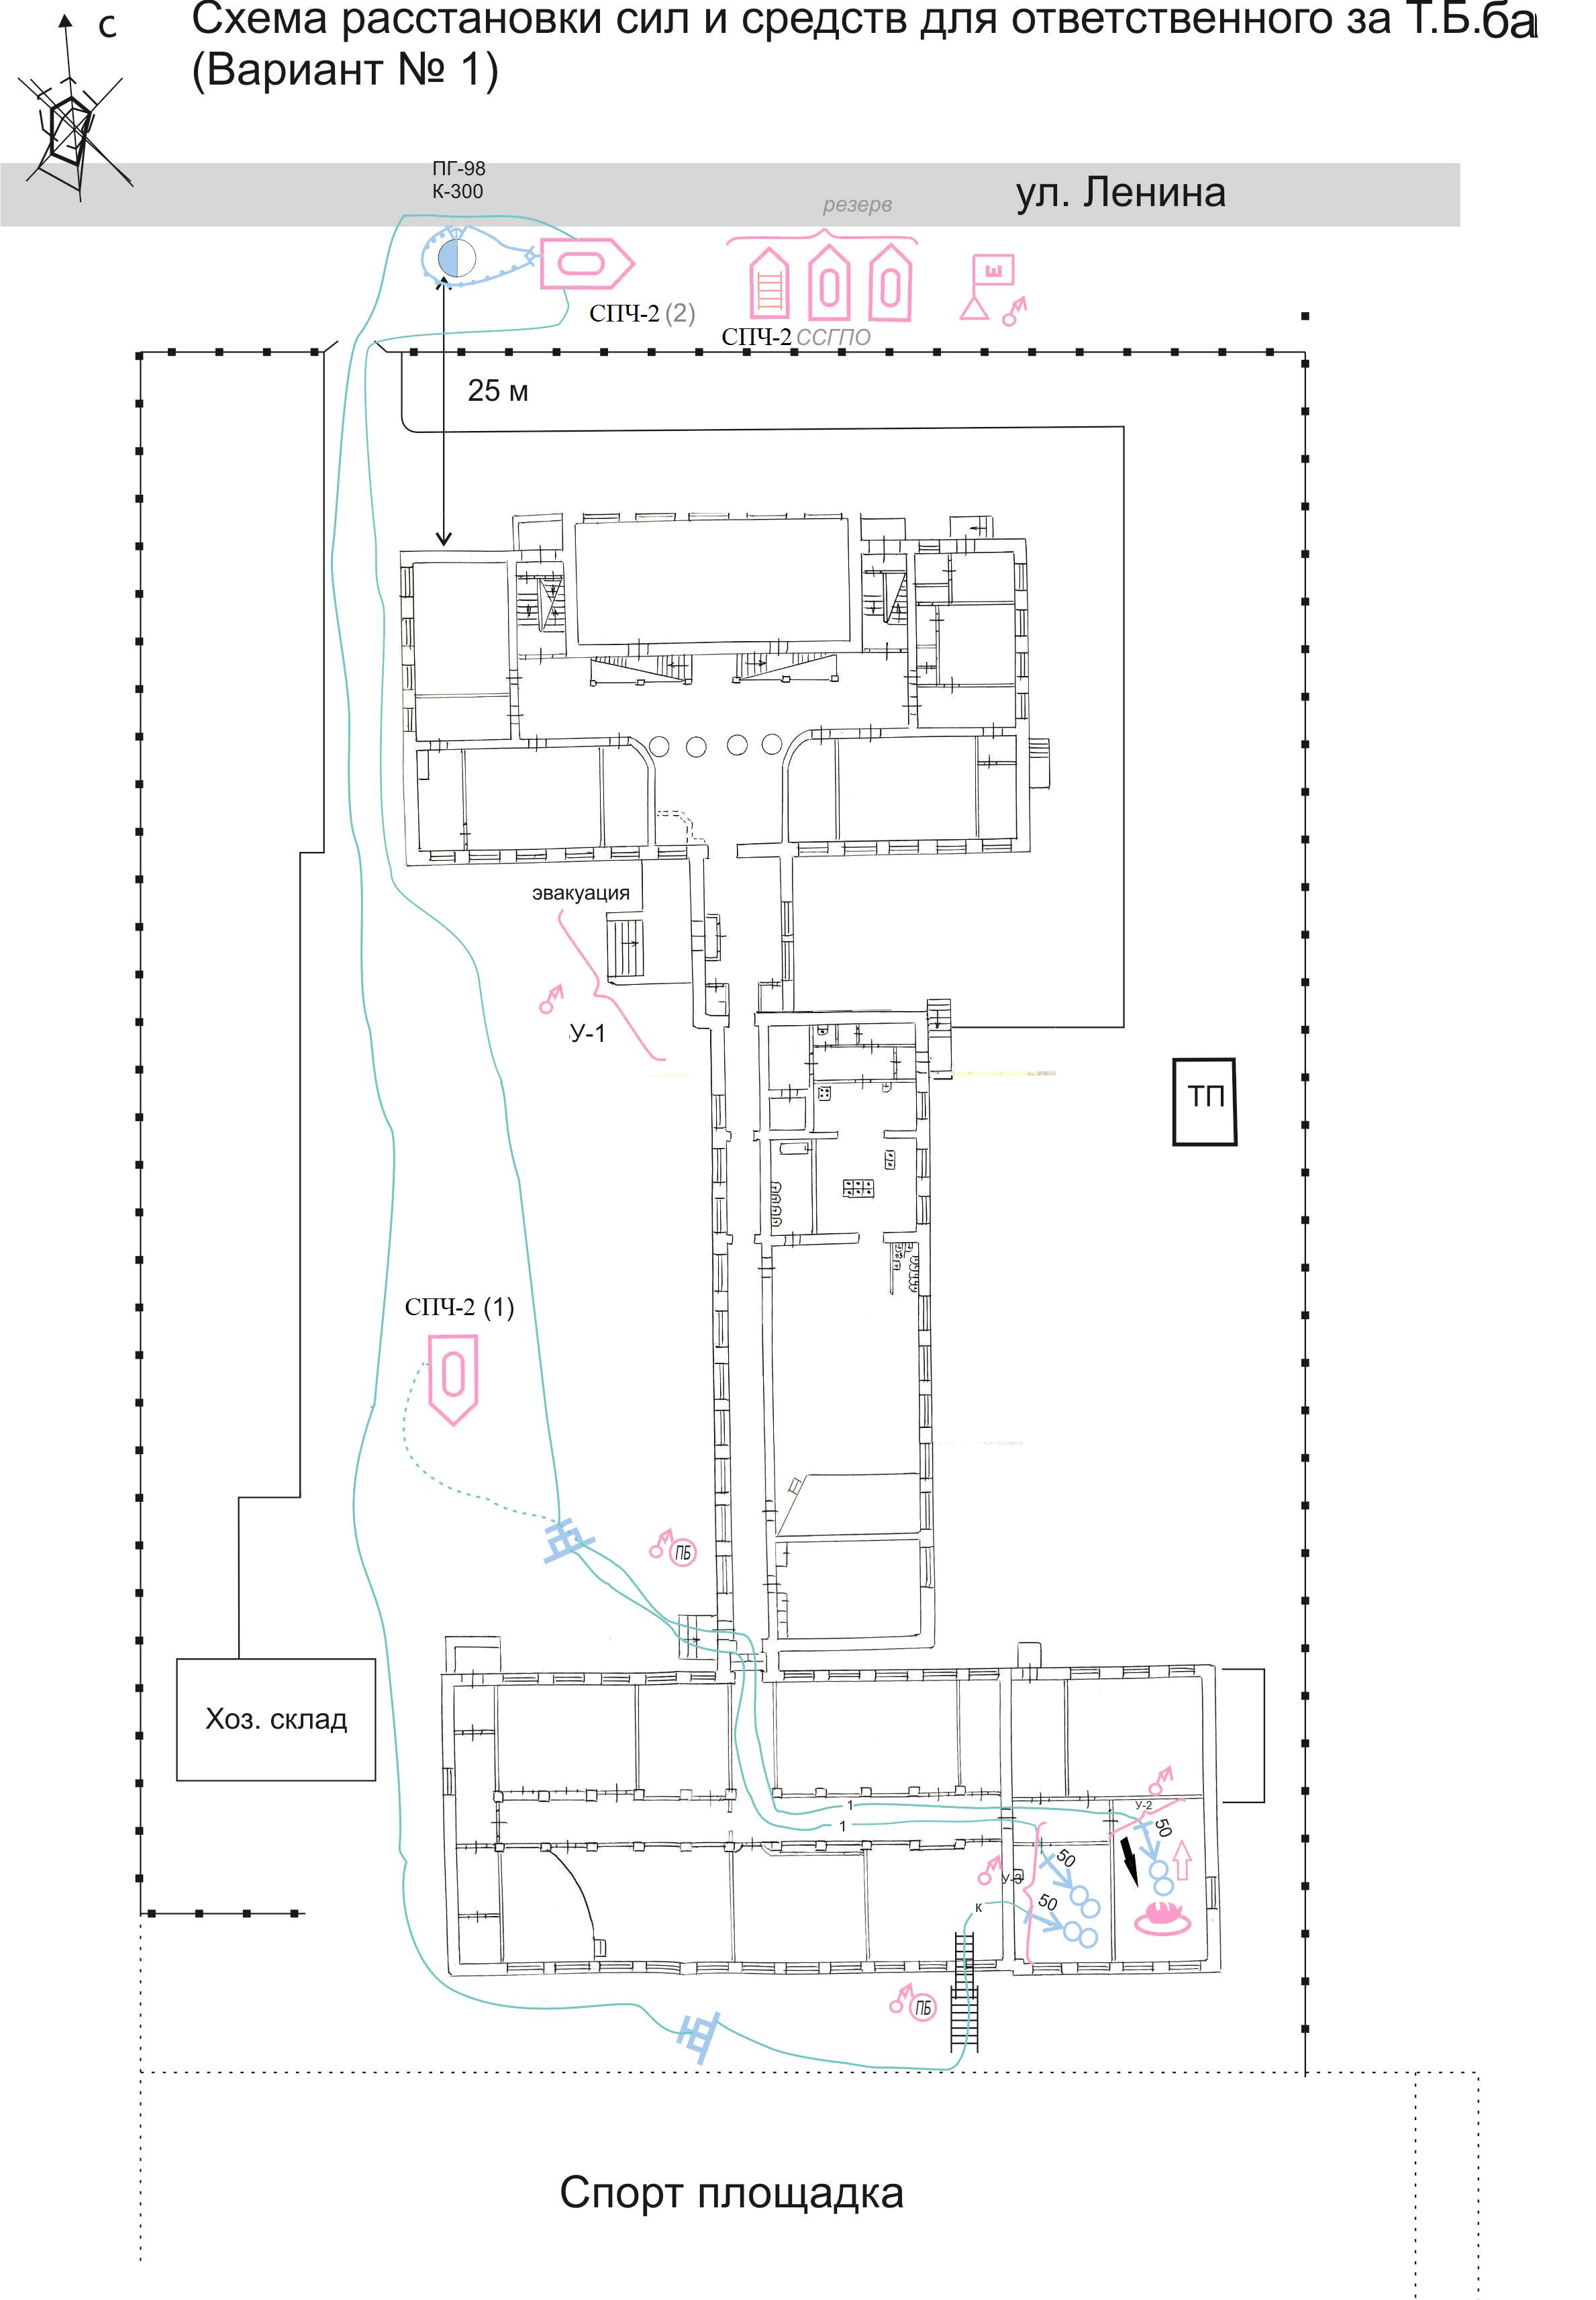 С
Схема расстановки сил и средств для ответственного за Т.Б.ба
(Вариант № 1)
ПГ-98
К-300
ул. Ленина
резерв
Е
СПЧ-2 (2)
СПЧ-2 ССГПО
25 м
эвакуация
У-1
ТП
СПЧ-2 (1)
ПБ
Хоз. склад
1
1
У-2
50
50
У-3
50
К
ПБ
Спорт площадка